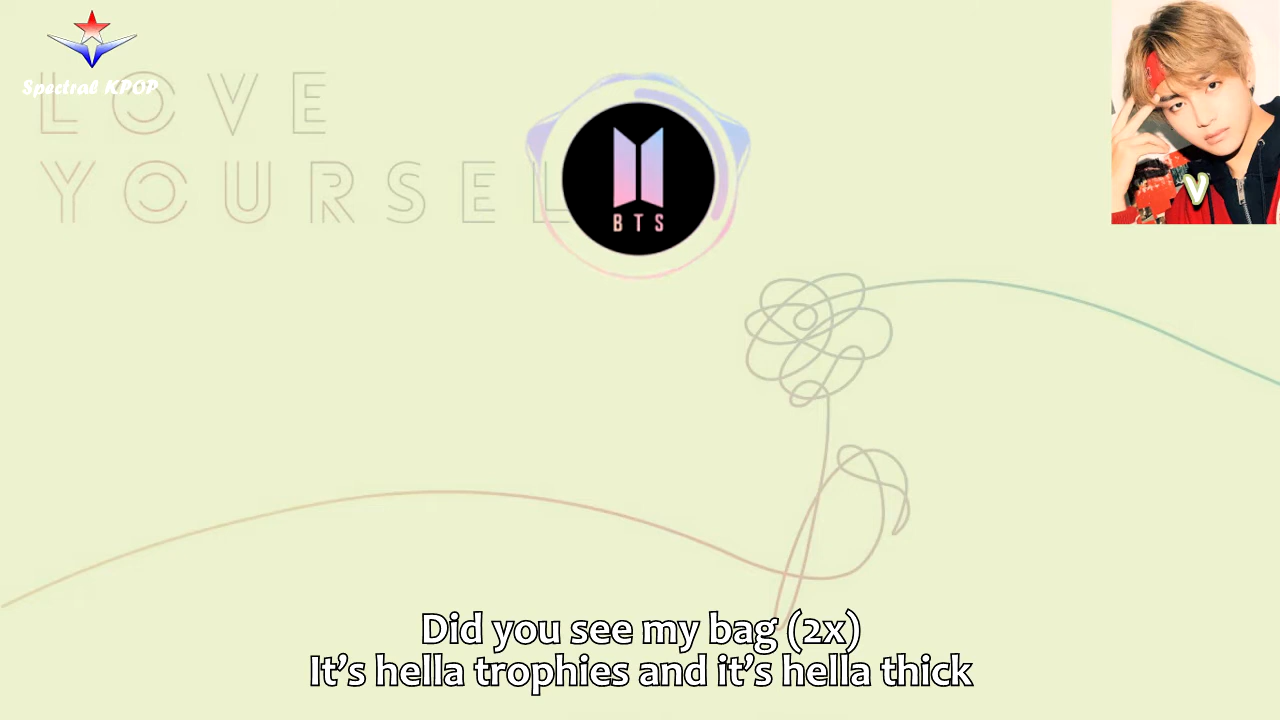 Spectral KPOP
LOVE
YOURSEL
BTS
V
Did you see my bag (2x)
It's hella trophies and it's hella thick